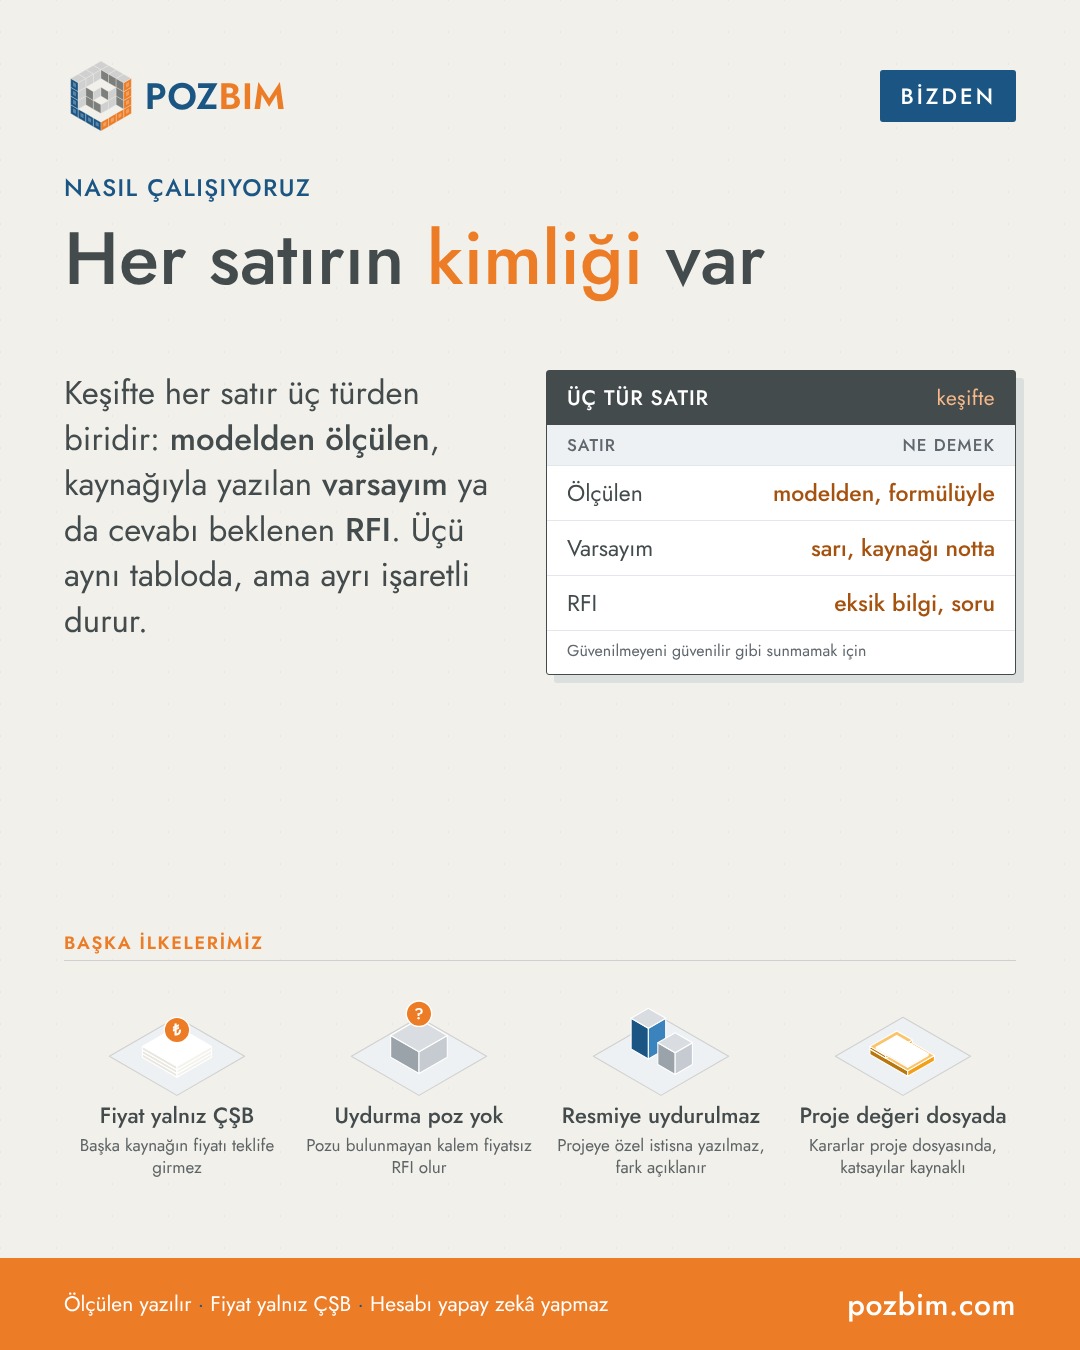 POZBIM
BİZDEN
NASIL ÇALIŞIYORUZ
Her satırın kimliği var
Keşifte her satır üç türden
biridir: modelden ölçülen,
kaynağıyla yazılan varsayım ya
da cevabı beklenen RFI. Üçü
aynı tabloda, ama ayrı işaretli
durur.
ÜÇ TÜR SATIR keşifte
SATIR NE DEMEK
Ölçülen modelden, formülüyle
Varsayım sarı, kaynağı notta
RFI eksik bilgi, soru
Güvenilmeyeni güvenilir gibi sunmamak için
BAŞKA İLKELERİMİZ
₺
?
Fiyat yalnız ÇŞB
Başka kaynağın fiyatı teklife
girmez
Uydurma poz yok
Pozu bulunmayan kalem fiyatsız
RFI olur
Resmiye uydurulmaz
Projeye özel istisna yazılmaz,
fark açıklanır
Proje değeri dosyada
Kararlar proje dosyasında,
katsayılar kaynaklı
Ölçülen yazılır · Fiyat yalnız ÇŞB · Hesabı yapay zekâ yapmaz
pozbim.com